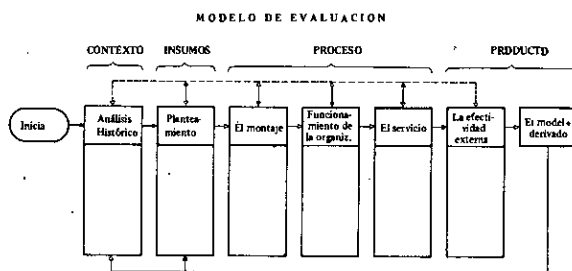 MODELO DE EVALUACION
CONTEXTO INSUMOS PROCESO PRDDUCTD
Inicia
Análisis
Histórico
Plantea-
miento
El montaje
Funciona-
miento de
la organiz.
El servicio
La efecti-
vidad
externa
El model•
derivado